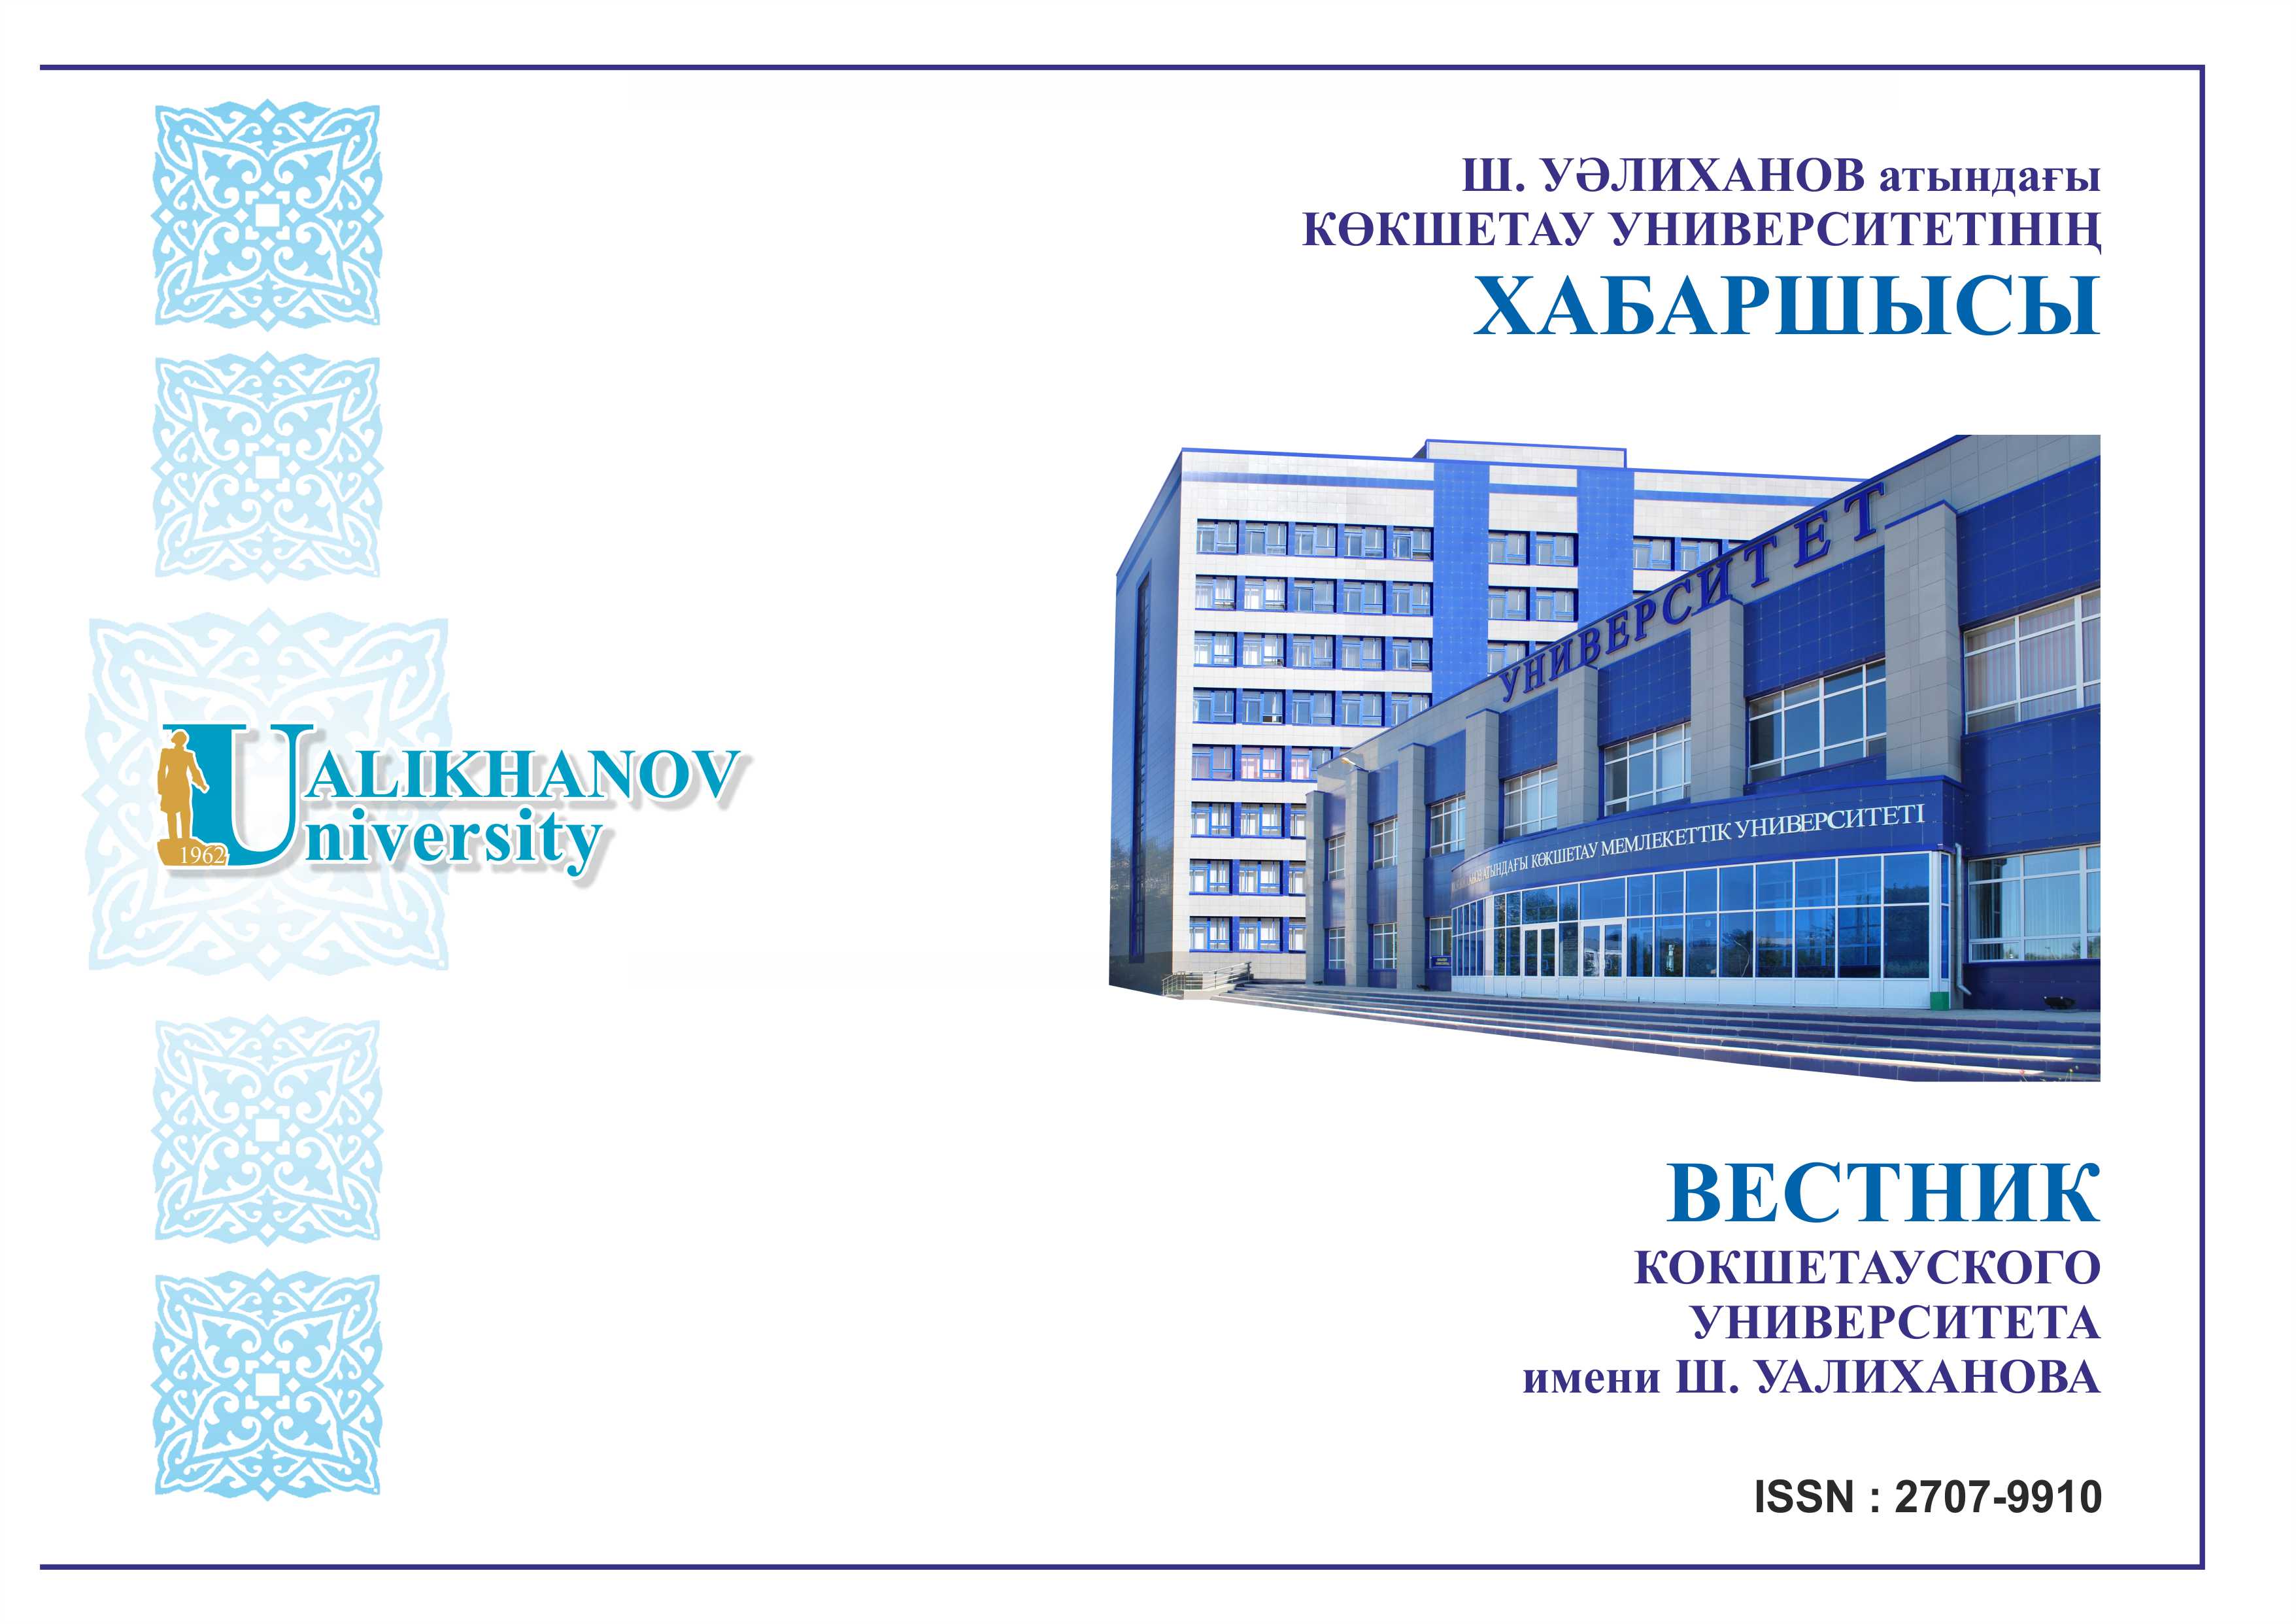 Ш. УӘЛИХАНОВ атындағы
КӨКШЕТАУ УНИВЕРСИТЕТІНІҢ
ХАБАРШЫСЫ
УНИВЕРСИТЕТ
АТЫНДАҒЫ КӨКШЕТАУ МЕМЛЕКЕТТІК УНИВЕРСИТЕТІ
UALIKHANOV
University
1962
ВЕСТНИК
КОКШЕТАУСКОГО
УНИВЕРСИТЕТА
имени Ш. УАЛИХАНОВА
ISSN : 2707-9910